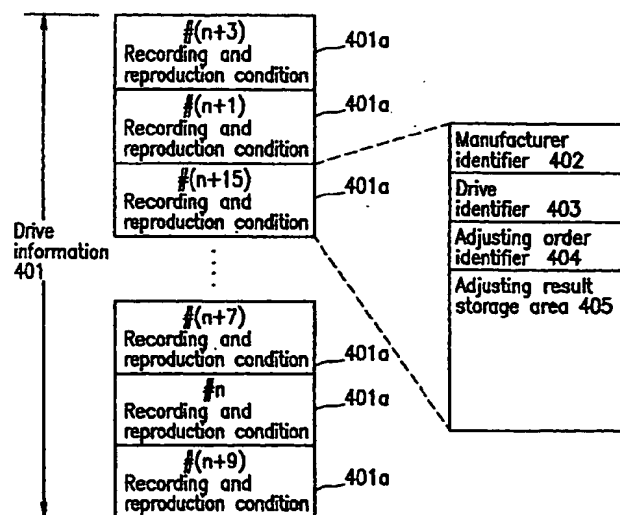 #(n+3)
Recording and
reproduction condition
401a
#(n+1)
Recording and
reproduction condition
401a
#(n+15)
Recording and
reproduction condition
401a
Drive
information
401
#(n+7)
Recording and
reproduction condition
401a
#n
Recording and
reproduction condition
401a
#(n+9)
Recording and
reproduction condition
401a
Manufacturer
identifier 402
Drive
identifier 403
Adjusting order
identifier 404
Adjusting result
storage area 405